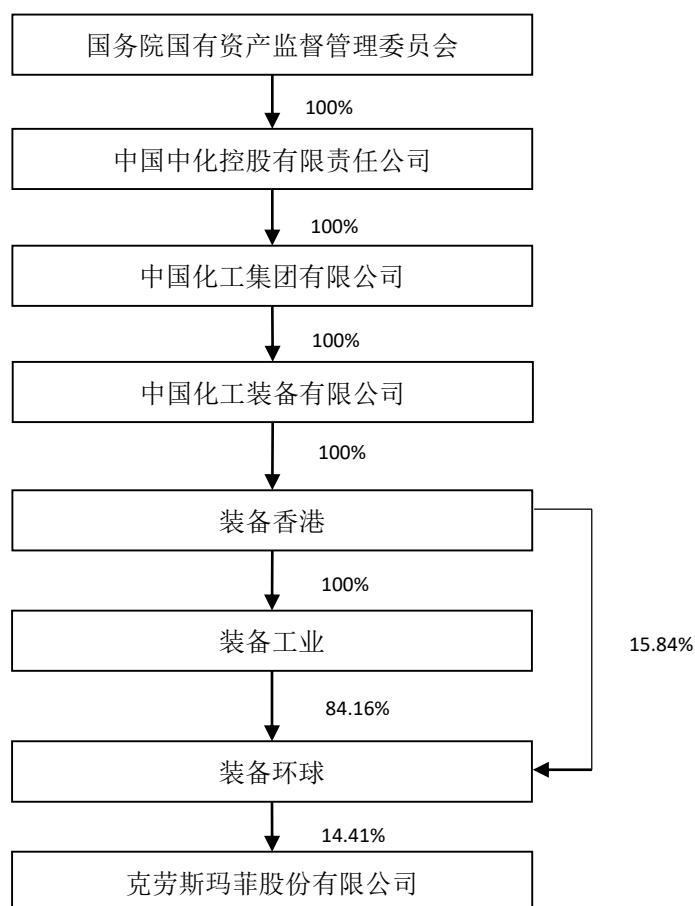 国务院国有资产监督管理委员会
100%
中国中化控股有限责任公司
100%
中国化工集团有限公司
100%
中国化工装备有限公司
100%
装备香港
100%
装备工业
15.84%
84.16%
装备环球
14.41%
克劳斯玛菲股份有限公司